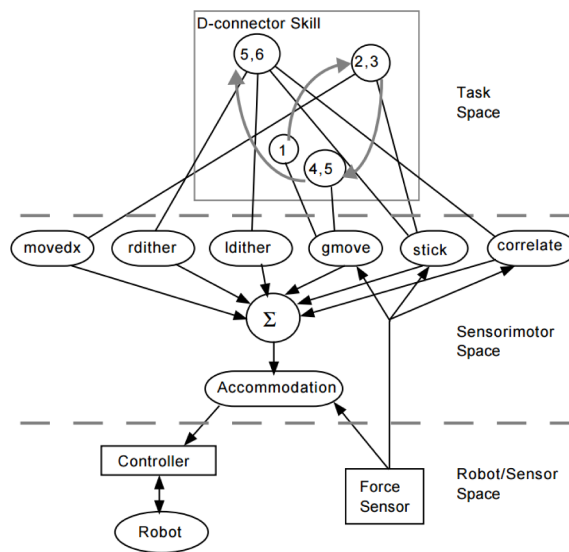 D-connector Skill
5,6
2,3
1
4,5
Task
Space
movedx
rdither
ldither
gmove
stick
correlate
Σ
Sensorimotor
Space
Accommodation
Controller
Robot
Force
Sensor
Robot/Sensor
Space